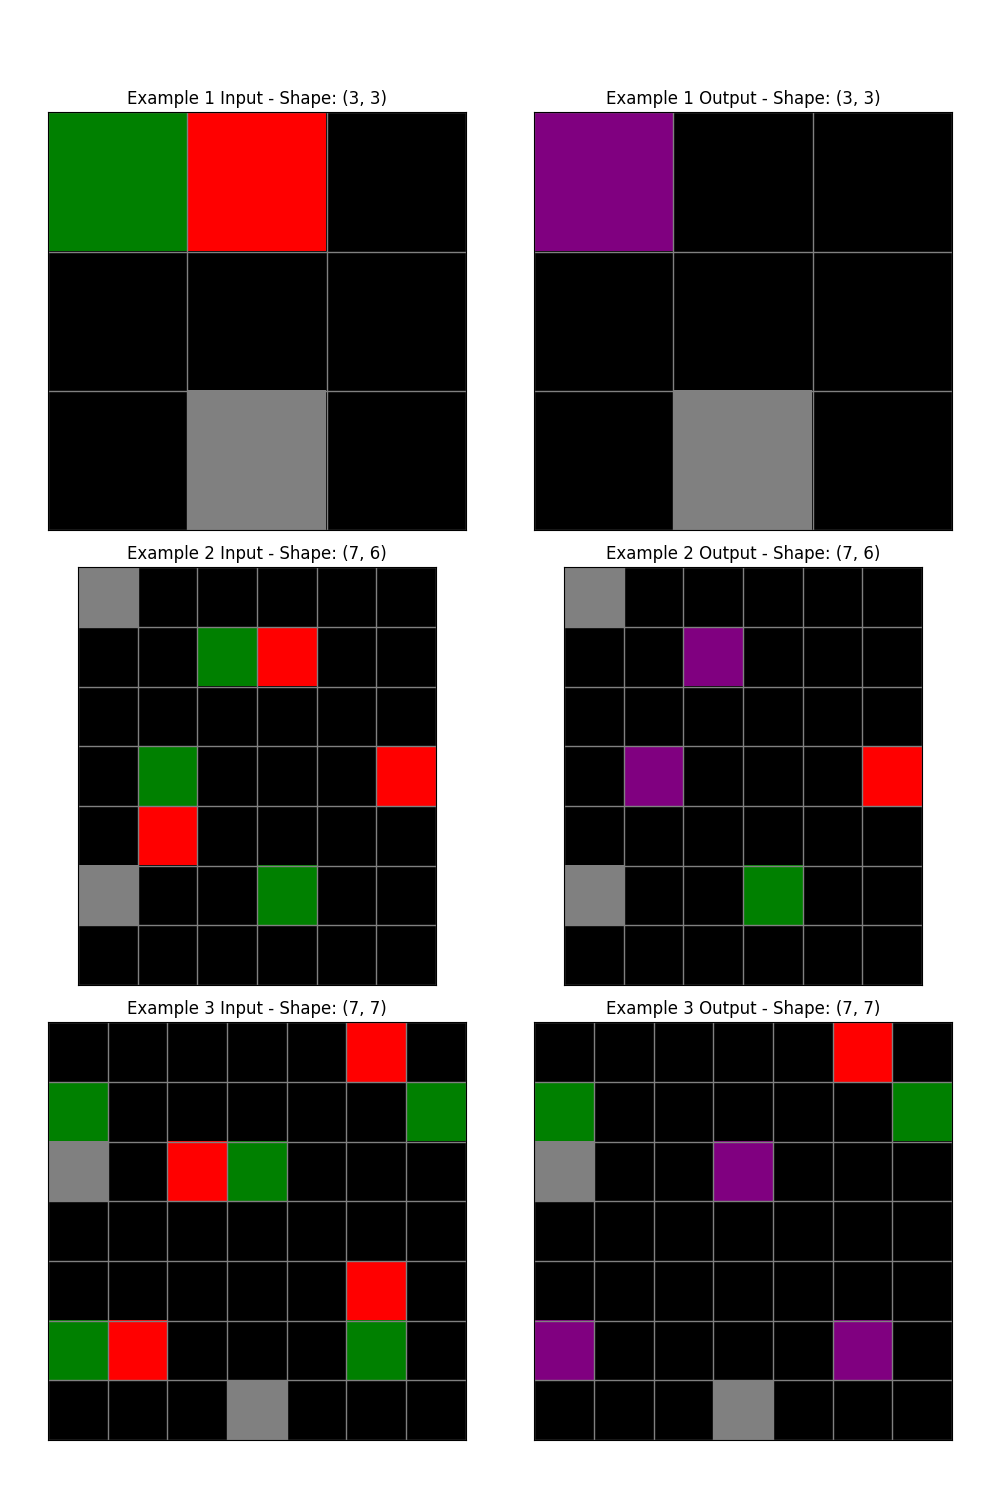 Example 1 Input - Shape: (3, 3)
Example 1 Output - Shape: (3, 3)
Example 2 Input - Shape: (7, 6)
Example 2 Output - Shape: (7, 6)
Example 3 Input - Shape: (7, 7)
Example 3 Output - Shape: (7, 7)